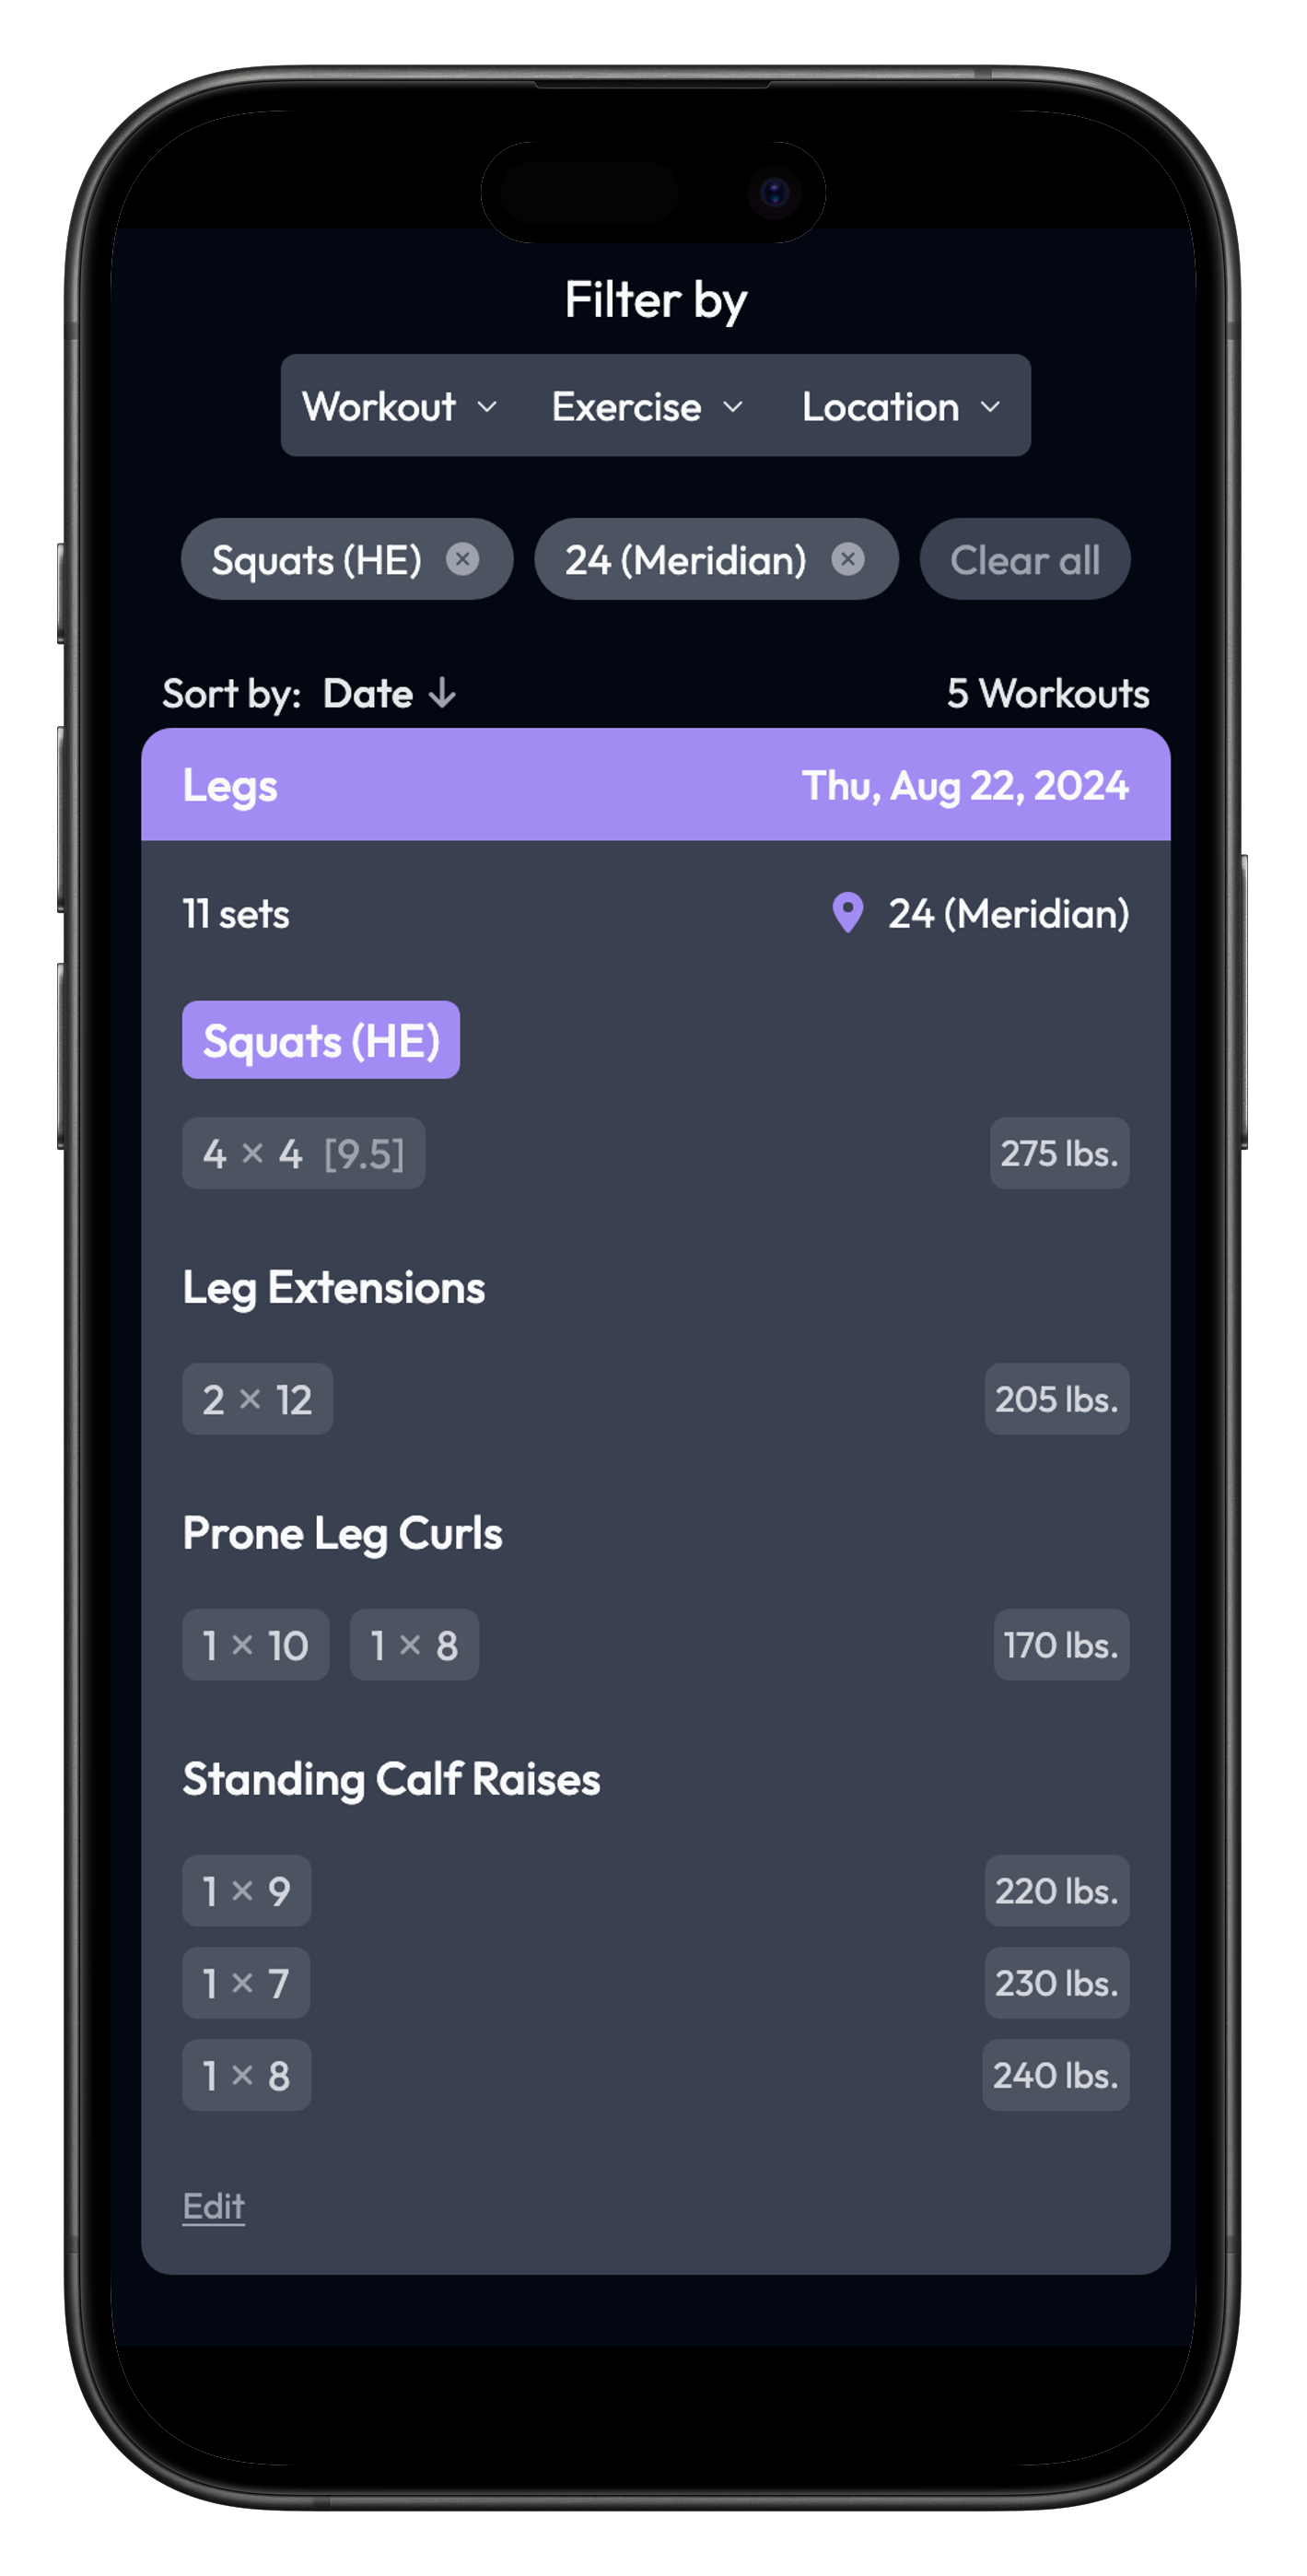 Filter by
Workout Exercise Location
Squats (HE) 24 (Meridian) Clear all
Sort by: Date ↓ 5 Workouts
Legs Thu, Aug 22, 2024
11 sets 24 (Meridian)
Squats (HE)
4 × 4 [9.5] 275 lbs.
Leg Extensions
2 × 12 205 lbs.
Prone Leg Curls
1 × 10 1 × 8 170 lbs.
Standing Calf Raises
1 × 9 220 lbs.
1 × 7 230 lbs.
1 × 8 240 lbs.
Edit